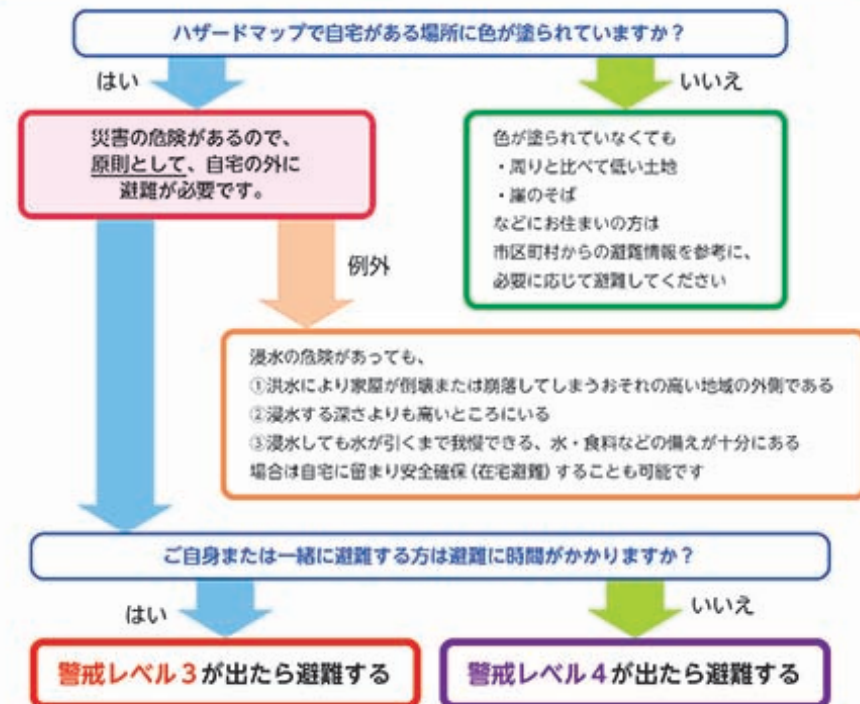 ハザードマップで自宅がある場所に色が塗られていますか？
はい
いいえ
災害の危険があるので、
原則として、自宅の外に
避難が必要です。
色が塗られていなくても
・周りと比べて低い土地
・崖のそば
などにお住まいの方は
市区町村からの避難情報を参考に、
必要に応じて避難してください
例外
浸水の危険があっても、
①洪水により家屋が倒壊または崩落してしまうおそれの高い地域の外側である
②浸水する深さよりも高いところにいる
③浸水しても水が引くまで我慢できる、水・食料などの備えが十分にある
場合は自宅に留まり安全確保（在宅避難）することも可能です
ご自身または一緒に避難する方は避難に時間がかかりますか？
はい
いいえ
警戒レベル３が出たら避難する
警戒レベル４が出たら避難する